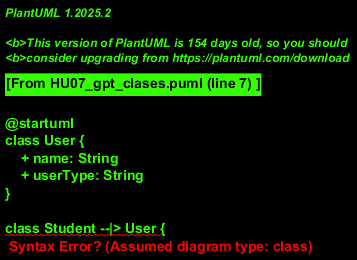 PlantUML 1.2025.2
<b>This version of PlantUML is 154 days old, so you should
<b>consider upgrading from https://plantuml.com/download
[From HU07_gpt_clases.puml (line 7) ]
@startuml
class User {
+ name: String
+ userType: String
}
class Student --|> User {
Syntax Error? (Assumed diagram type: class)